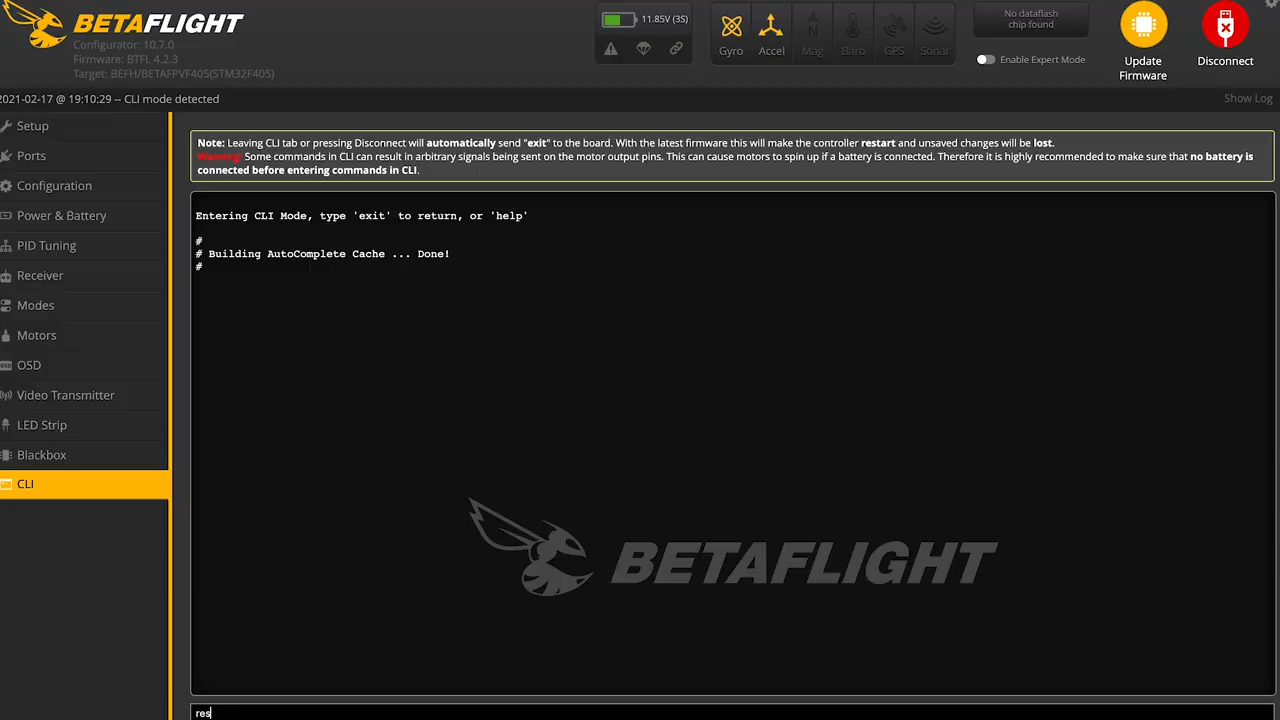 BETAFLIGHT
Configurator: 10.7.0
Firmware: BTFL 4.2.3
Target: BEFH/BETAFPVF405(STM32F405)
11.85V (3S)
Gyro
Accel
Mag
Baro
GPS
Sonar
No dataflash
chip found
Enable Expert Mode
Update
Firmware
Disconnect
2021-02-17 @ 19:10:29 -- CLI mode detected
Show Log
Setup
Ports
Configuration
Power & Battery
PID Tuning
Receiver
Modes
Motors
OSD
Video Transmitter
LED Strip
Blackbox
CLI
Note: Leaving CLI tab or pressing Disconnect will automatically send "exit" to the board. With the latest firmware this will make the controller restart and unsaved changes will be lost.
Warning: Some commands in CLI can result in arbitrary signals being sent on the motor output pins. This can cause motors to spin up if a battery is connected. Therefore it is highly recommended to make sure that no battery is
connected before entering commands in CLI.
Entering CLI Mode, type 'exit' to return, or 'help'
#
# Building AutoComplete Cache ... Done!
#
BETAFLIGHT
res